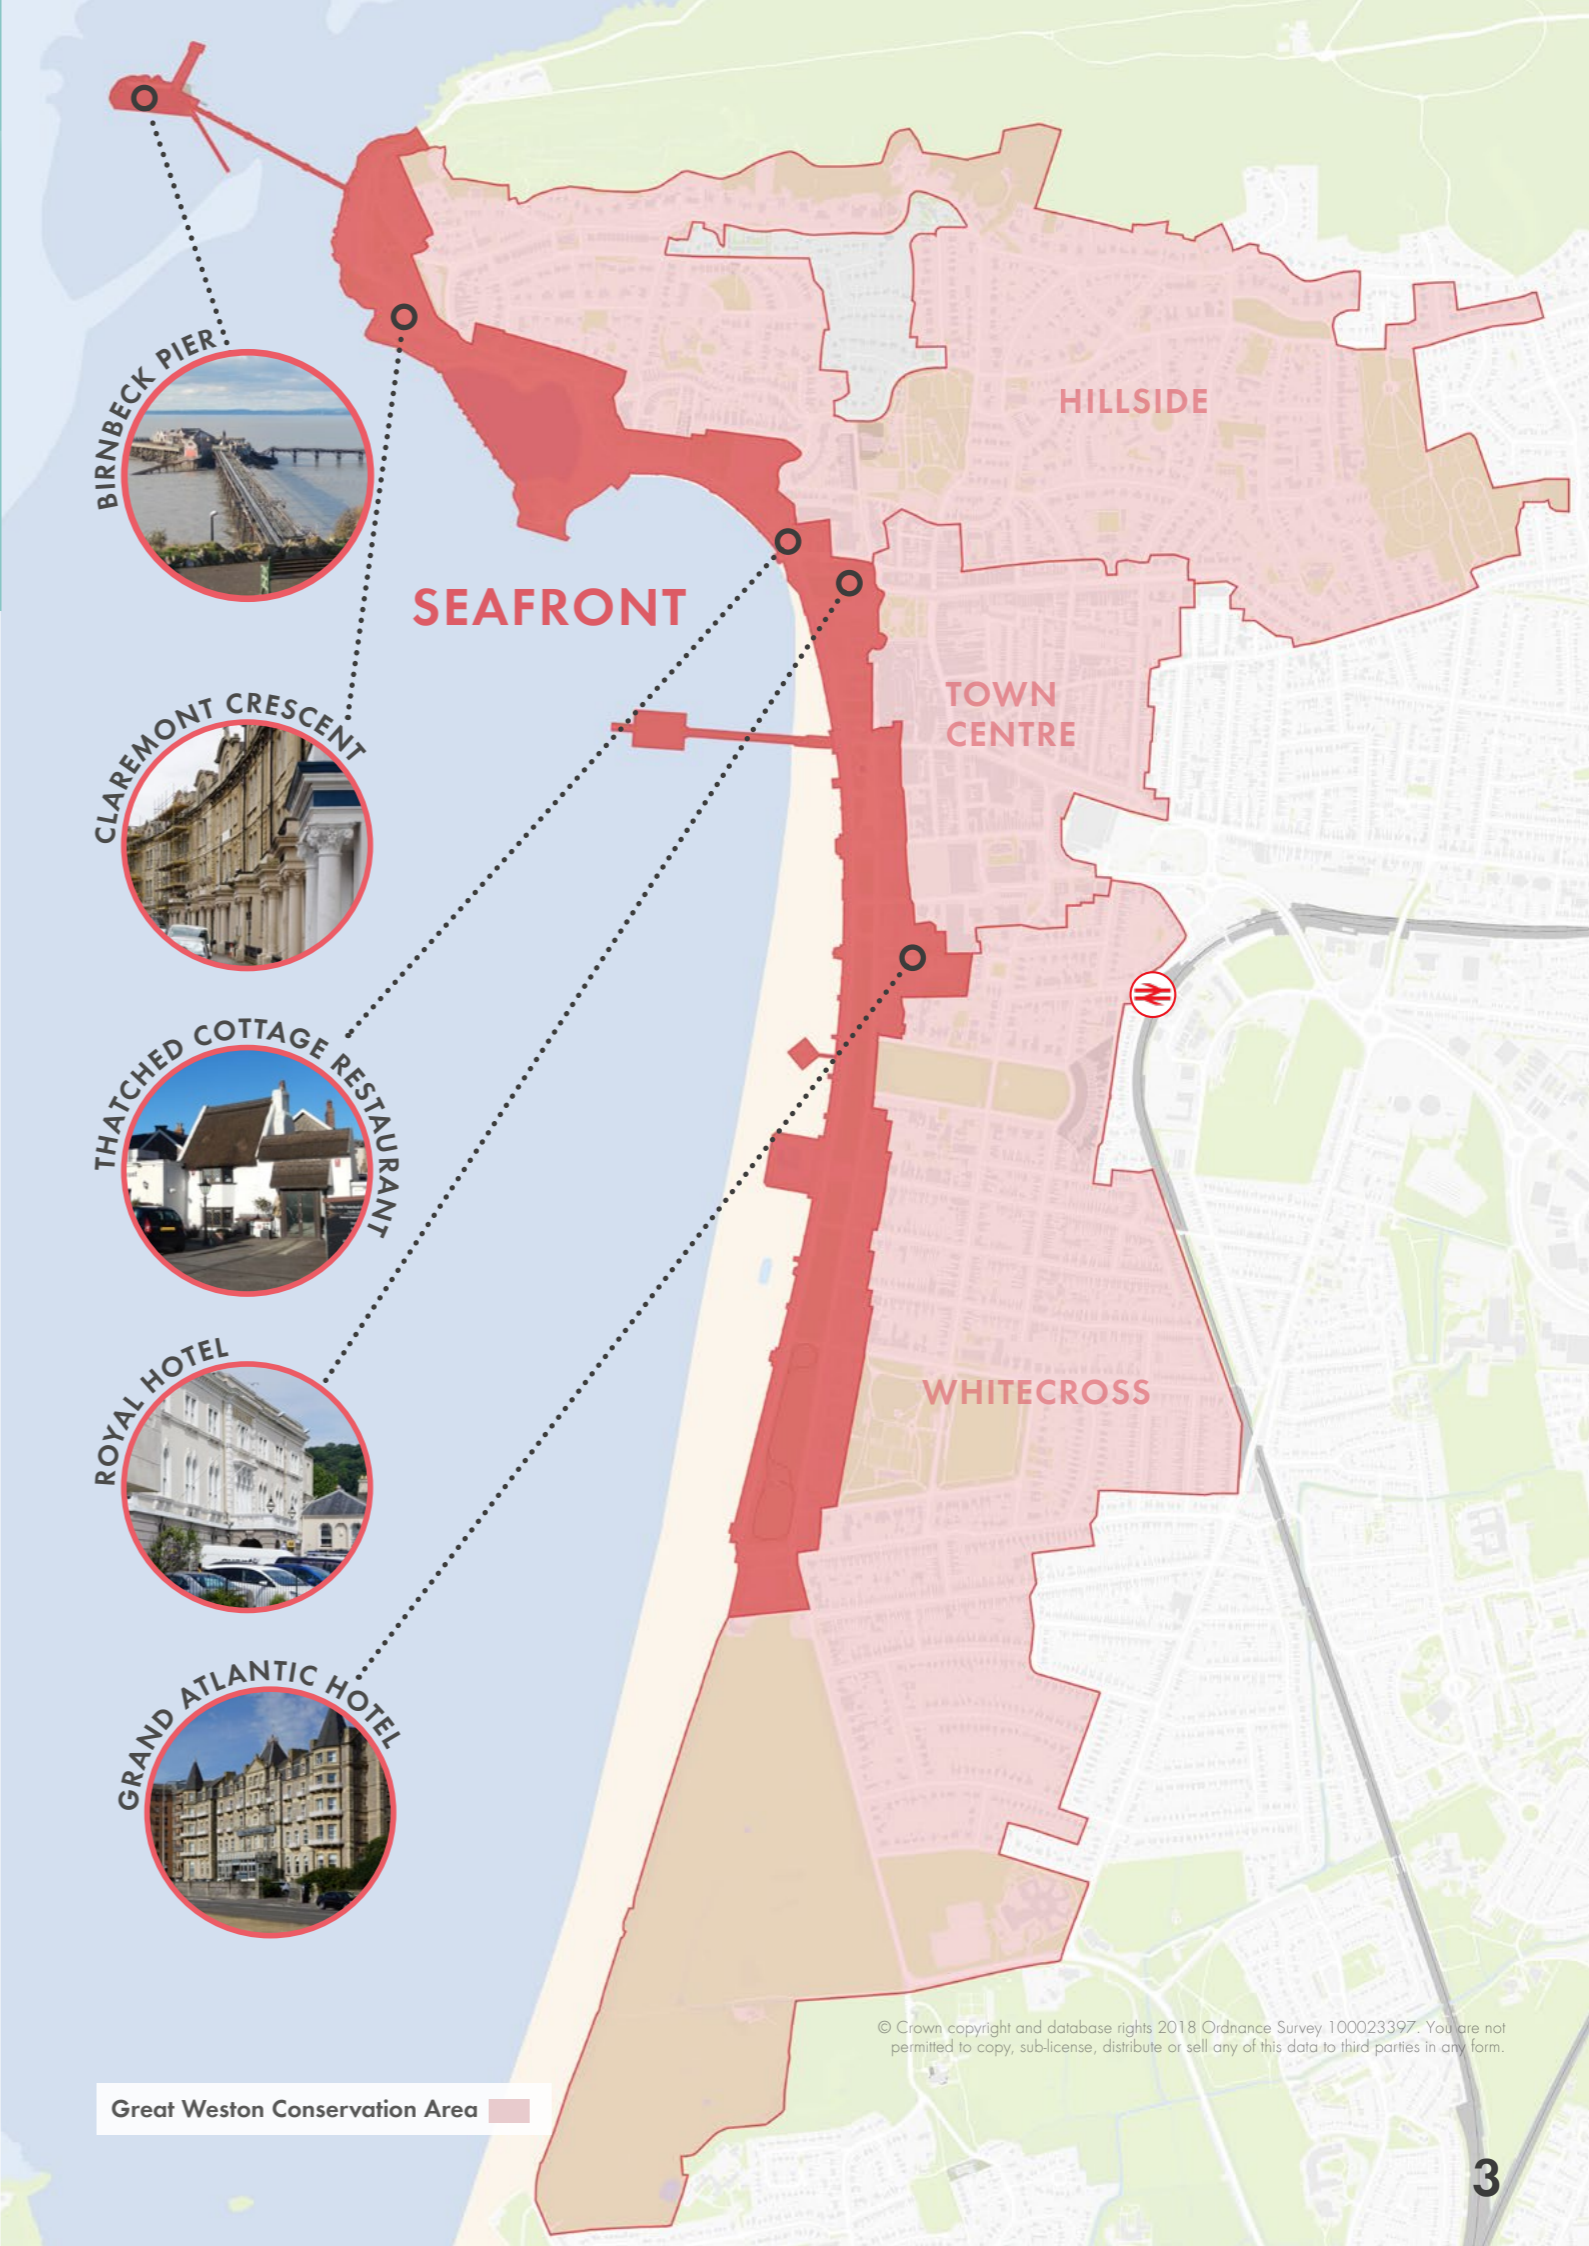 BIRNBECK PIER
HILLSIDE
SEAFRONT
TOWN
CENTRE
CLAREMONT CRESCENT
THATCHED COTTAGE RESTAURANT
ROYAL HOTEL
WHITECROSS
GRAND ATLANTIC HOTEL
© Crown copyright and database rights 2018 Ordnance Survey 100023397. You are not
permitted to copy, sub-license, distribute or sell any of this data to third parties in any form.
Great Weston Conservation Area
3